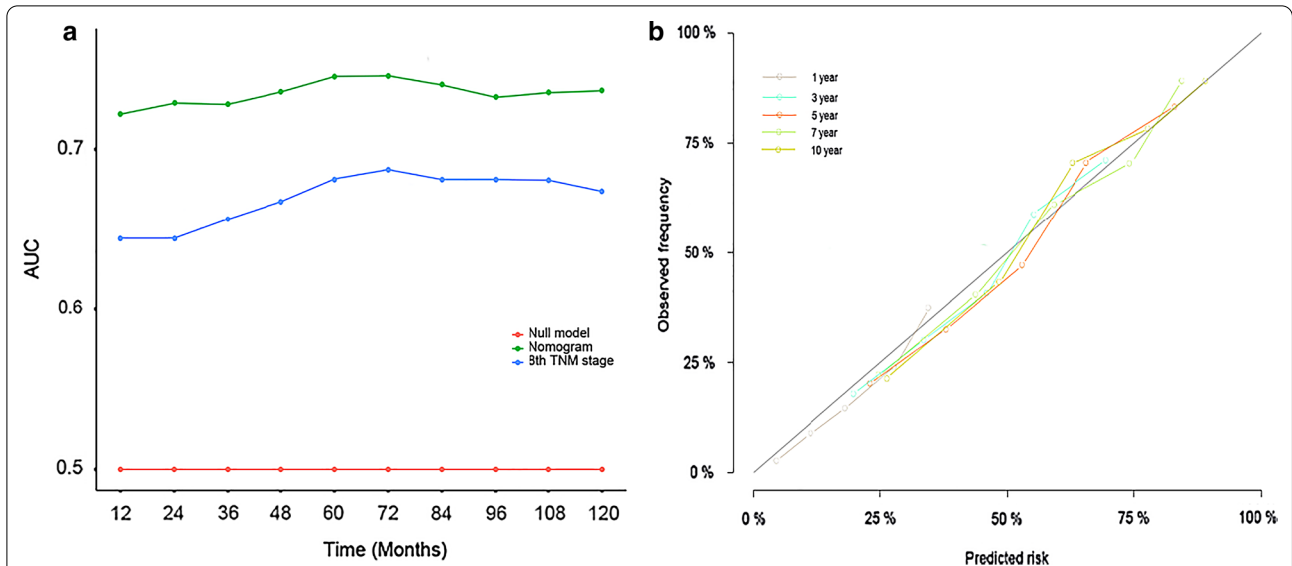 a
AUC
0.7
0.6
0.5
Null model
Nomogram
8th TNM stage
12 24 36 48 60 72 84 96 108 120
Time (Months)
b
Observed frequency
100 %
75 %
50 %
25 %
0 %
1 year
3 year
5 year
7 year
10 year
0 % 25 % 50 % 75 % 100 %
Predicted risk